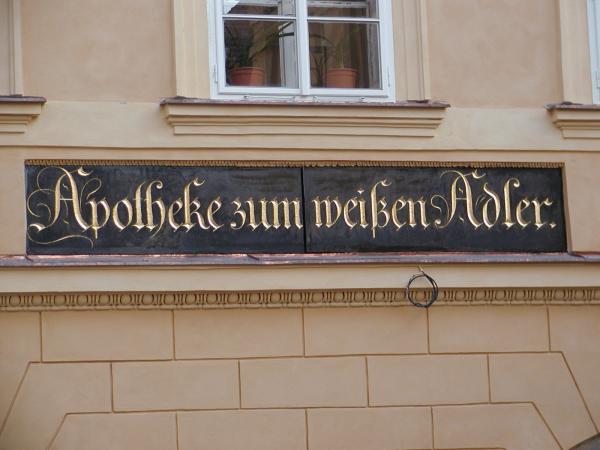 Apotheke zum weißen Adler.